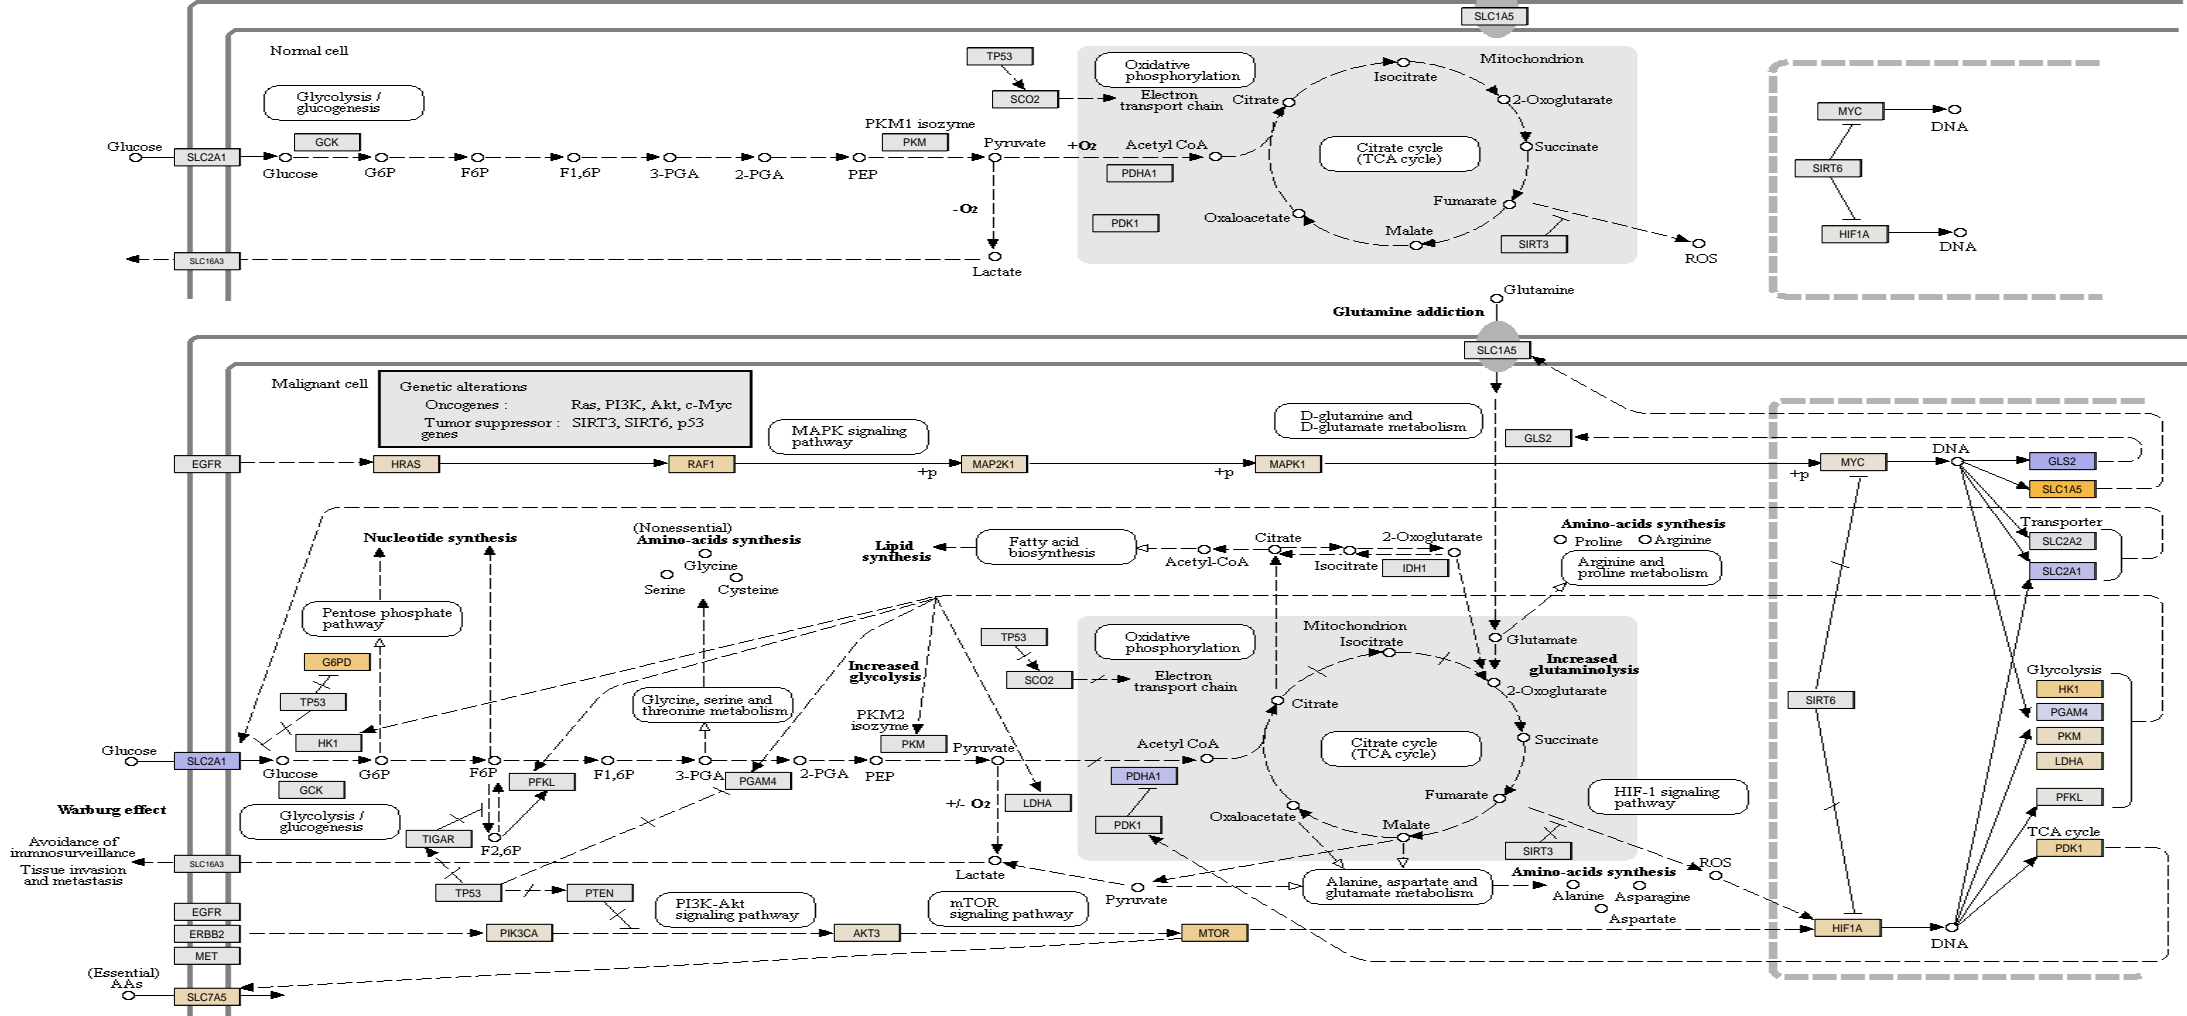 SLC1A5
Normal cell
TP53
Oxidative
phosphorylation
Mitochondrion
Isocitrate
Glycolysis /
glucogenesis
SCO2
Electron
transport chain
Citrate
2-Oxoglutarate
MYC
DNA
PKM1 isozyme
Glucose
SLC2A1
GCK
PKM
Pyruvate
+O2
Acetyl CoA
Citrate cycle
(TCA cycle)
Succinate
SIRT6
Glucose
G6P
F6P
F1,6P
3-PGA
2-PGA
PEP
PDHA1
Fumarate
-O2
PDK1
Oxaloacetate
Malate
SIRT3
HIF1A
DNA
SLC16A3
Lactate
ROS
Glutamine
Glutamine addiction
SLC1A5
Malignant cell
Genetic alterations
Oncogenes : Ras, PI3K, Akt, c-Myc
Tumor suppressor : SIRT3, SIRT6, p53
genes
MAPK signaling
pathway
D-glutamine and
D-glutamate metabolism
GLS2
EGFR
HRAS
RAF1
+p
MAP2K1
+p
MAPK1
+p
MYC
DNA
GLS2
SLC1A5
Nucleotide synthesis
(Nonessential)
Amino-acids synthesis
Glycine
Serine
Cysteine
Lipid
synthesis
Fatty acid
biosynthesis
Acetyl-CoA
Citrate
Isocitrate
2-Oxoglutarate
IDH1
Amino-acids synthesis
Proline
Arginine
Arginine and
proline metabolism
Transporter
SLC2A2
SLC2A1
Pentose phosphate
pathway
G6PD
TP53
HK1
Glycine, serine and
threonine metabolism
Increased
glycolysis
PKM2
isozyme
PKM
TP53
SCO2
Oxidative
phosphorylation
Electron
transport chain
Mitochondrion
Isocitrate
Glutamate
Increased
glutaminolysis
2-Oxoglutarate
Citrate
SIRT6
Glycolysis
HK1
PGAM4
PKM
LDHA
PFKL
Glucose
SLC2A1
Glucose
G6P
F6P
PFKL
F1,6P
3-PGA
PGAM4
2-PGA
PEP
Pyruvate
Acetyl CoA
PDHA1
Citrate cycle
(TCA cycle)
Succinate
GCK
Warburg effect
Glycolysis /
glucogenesis
TIGAR
F2,6P
+/- O2
LDHA
PDK1
Oxaloacetate
Malate
Fumarate
HIF-1 signaling
pathway
SIRT3
TCA cycle
PDK1
Avoidance of
immnosurveillance
Tissue invasion
and metastasis
SLC16A3
Lactate
ROS
TP53
PTEN
PI3K-Akt
signaling pathway
mTOR
signaling pathway
Pyruvate
Alanine, aspartate and
glutamate metabolism
Amino-acids synthesis
Alanine
Asparagine
Aspartate
EGFR
ERBB2
MET
PIK3CA
AKT3
MTOR
HIF1A
DNA
(Essential)
AAs
SLC7A5